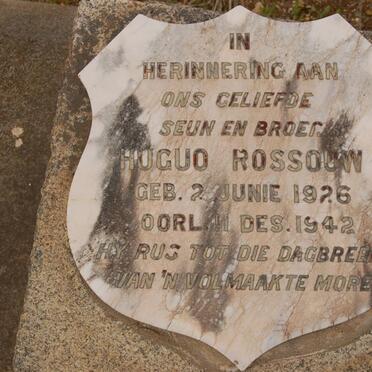 IN
HERINNERING AAN
ONS GELIEFDE
SEUN EN BROER
HUGUO ROSSOUW
GEB. 2 JUNIE 1926
OORL. 11 DES. 1942
HY RUS TOT DIE DAGBREE
VAN 'N VOLMAAKTE MORE